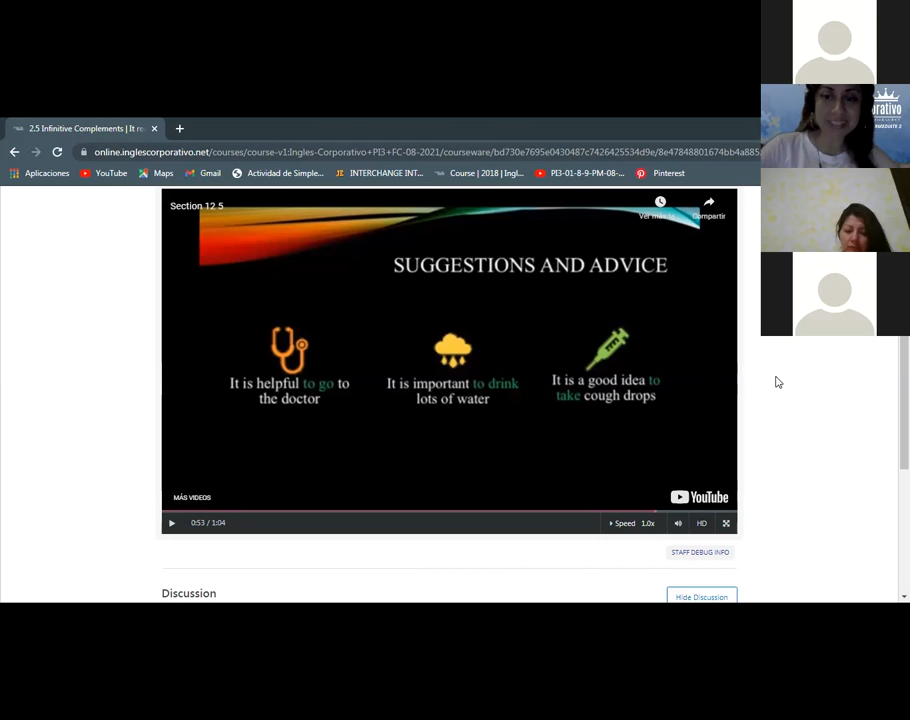 2.5 Infinitive Complements | It re
online.inglescorporativo.net/courses/course-v1:Ingles-Corporativo+PI3+FC-08-2021/courseware/bd730e7695e0430487c7426425534d9e/8e47848801674bb4a885
Aplicaciones YouTube Maps Gmail Actividad de Simple... INTERCHANGE INT... Course | 2018 | Ingl... PI3-01-8-9-PM-08-... Pinterest
Section 12 5
Ver más Compartir
SUGGESTIONS AND ADVICE
It is helpful to go to
the doctor
It is important to drink
lots of water
It is a good idea to
take cough drops
MÁS VIDEOS
YouTube
0:53 / 1:04
Speed 1.0x
HD
STAFF DEBUG INFO
Discussion
Hide Discussion